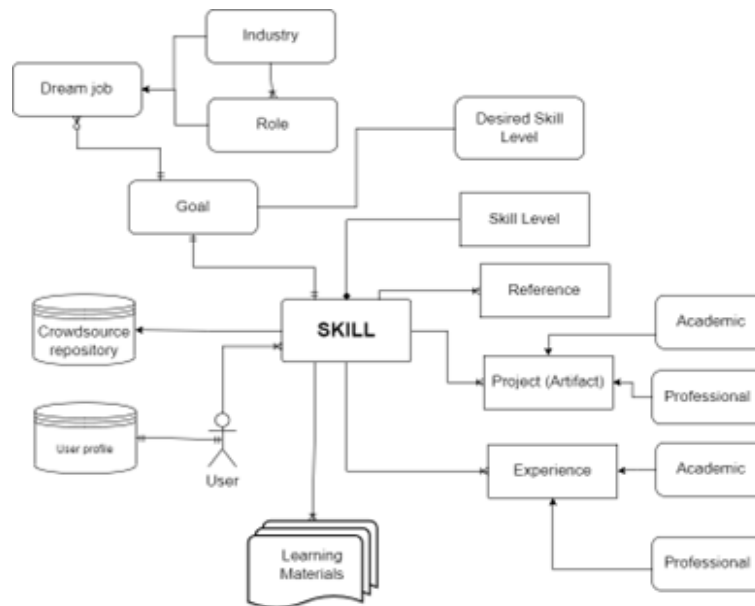 Industry
Dream job
Role
Desired Skill
Level
Goal
Skill Level
Reference
SKILL
Crowdsource
repository
Academic
Project (Artifact)
Professional
User profile
User
Experience
Academic
Learning
Materials
Professional